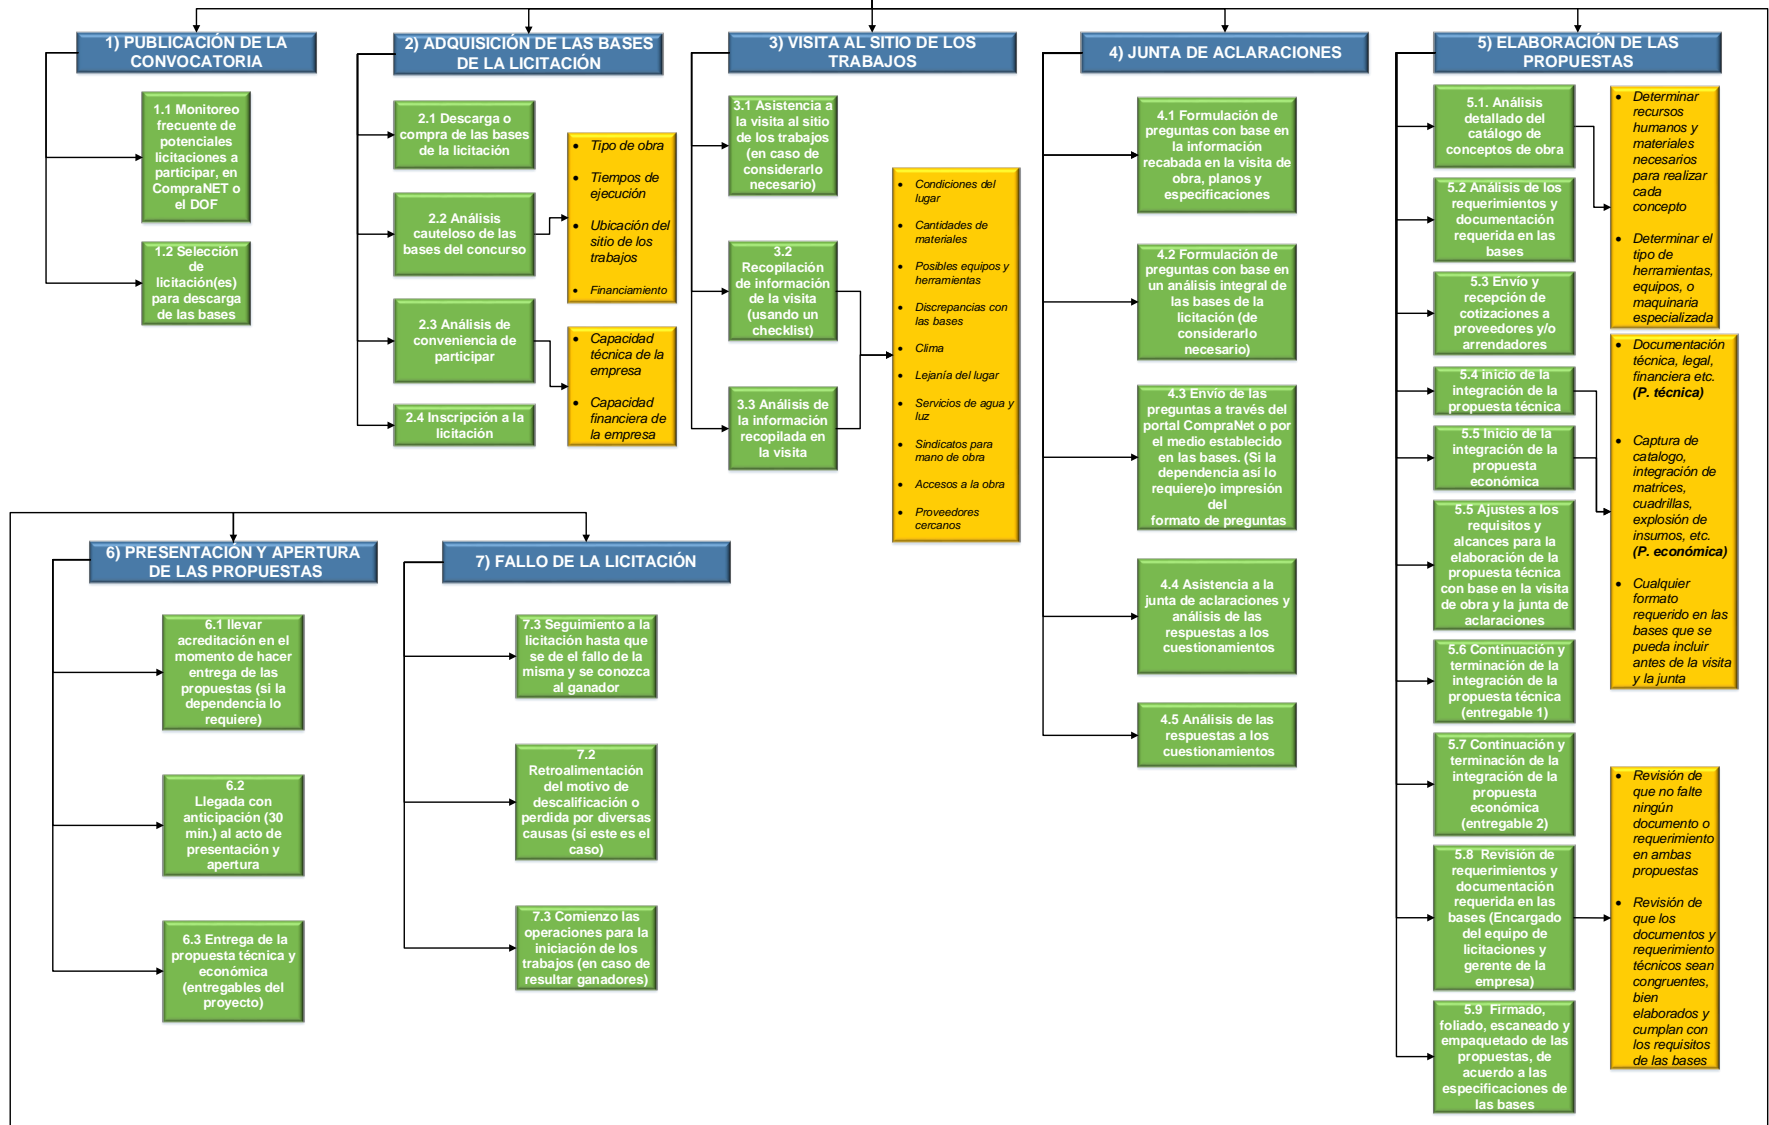 1) PUBLICACIÓN DE LA
CONVOCATORIA
1.1 Monitoreo
frecuente de
potenciales
licitaciones a
participar, en
CompraNET o
el DOF
1.2 Selección
de
licitación(es)
para descarga
de las bases
2) ADQUISICIÓN DE LAS BASES
DE LA LICITACIÓN
2.1 Descarga o
compra de las bases
de la licitación
2.2 Análisis
cauteloso de las
bases del concurso
• Tipo de obra
• Tiempos de
ejecución
• Ubicación del
sitio de los
trabajos
• Financiamiento
2.3 Análisis de
conveniencia de
participar
• Capacidad
técnica de la
empresa
• Capacidad
financiera de
la empresa
2.4 Inscripción a la
licitación
3) VISITA AL SITIO DE LOS
TRABAJOS
3.1 Asistencia a
la visita al sitio
de los trabajos
(en caso de
considerarlo
necesario)
3.2
Recopilación
de información
de la visita
(usando un
checklist)
3.3 Análisis de
la información
recopilada en
la visita
• Condiciones del
lugar
• Cantidades de
materiales
• Posibles equipos y
herramientas
• Discrepancias con
las bases
• Clima
• Lejanía del lugar
• Servicios de agua y
luz
• Sindicatos para
mano de obra
• Accesos a la obra
• Proveedores
cercanos
4) JUNTA DE ACLARACIONES
4.1 Formulación de
preguntas con base en
la información
recabada en la visita de
obra, planos y
especificaciones
4.2 Formulación de
preguntas con base en
un análisis integral de
las bases de la
licitación (de
considerarlo
necesario)
4.3 Envío de las
preguntas a través del
portal CompraNet o por
el medio establecido
en las bases. (Si la
dependencia así lo
requiere)o impresión
del
formato de preguntas
4.4 Asistencia a la
junta de aclaraciones y
análisis de las
respuestas a los
cuestionamientos
4.5 Análisis de las
respuestas a los
cuestionamientos
5) ELABORACIÓN DE LAS
PROPUESTAS
5.1. Análisis
detallado del
catálogo de
conceptos de obra
5.2 Análisis de los
requerimientos y
documentación
requerida en las
bases
5.3 Envío y
recepción de
cotizaciones a
proveedores y/o
arrendadores
5.4 Inicio de la
integración de la
propuesta técnica
5.5 Inicio de la
integración de la
propuesta
económica
5.5 Ajustes a los
requisitos y
alcances para la
elaboración de la
propuesta técnica
con base en la visita
de obra y la junta de
aclaraciones
5.6 Continuación y
terminación de la
integración de la
propuesta técnica
(entregable 1)
5.7 Continuación y
terminación de la
integración de la
propuesta
económica
(entregable 2)
5.8 Revisión de
requerimientos y
documentación
requerida en las
bases (Encargado
del equipo de
licitaciones y
gerente de la
empresa)
5.9 Firmado,
foliado, escaneado y
empaquetado de las
propuestas, de
acuerdo a las
especificaciones de
las bases
• Determinar
recursos
humanos y
materiales
necesarios
para realizar
cada
concepto
• Determinar el
tipo de
herramientas,
equipos, o
maquinaria
especializada
• Documentación
técnica, legal,
financiera etc.
(P. técnica)
• Captura de
catalogo,
integración de
matrices,
cuadrillas,
explosión de
insumos, etc.
(P. económica)
• Cualquier
formato
requerido en las
bases que se
pueda incluir
antes de la visita
y la junta
• Revisión de
que no falte
ningún
documento o
requerimiento
en ambas
propuestas
• Revisión de
que los
documentos y
requerimiento
técnicos sean
congruentes,
bien
elaborados y
cumplan con
los requisitos
de las bases
6) PRESENTACIÓN Y APERTURA
DE LAS PROPUESTAS
6.1 llevar
acreditación en el
momento de hacer
entrega de las
propuestas (si la
dependencia lo
requiere)
6.2
Llegada con
anticipación (30
min.) al acto de
presentación y
apertura
6.3 Entrega de la
propuesta técnica y
económica
(entregables del
proyecto)
7) FALLO DE LA LICITACIÓN
7.3 Seguimiento a la
licitación hasta que
se de el fallo de la
misma y se conozca
al ganador
7.2
Retroalimentación
del motivo de
descalificación o
perdida por diversas
causas (si este es el
caso)
7.3 Comienzo las
operaciones para la
iniciación de los
trabajos (en caso de
resultar ganadores)